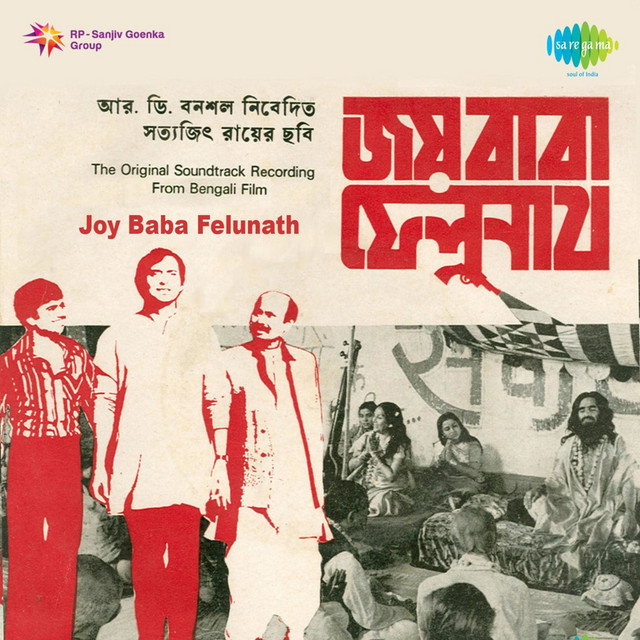 RP - Sanjiv Goenka
Group
sa re ga ma
soul of India
আর. ডি. বনশল নিবেদিত
সত্যজিৎ রায়ের ছবি
The Original Soundtrack Recording
From Bengali Film
Joy Baba Felunath
জয় বাবা
ফেলুনাথ